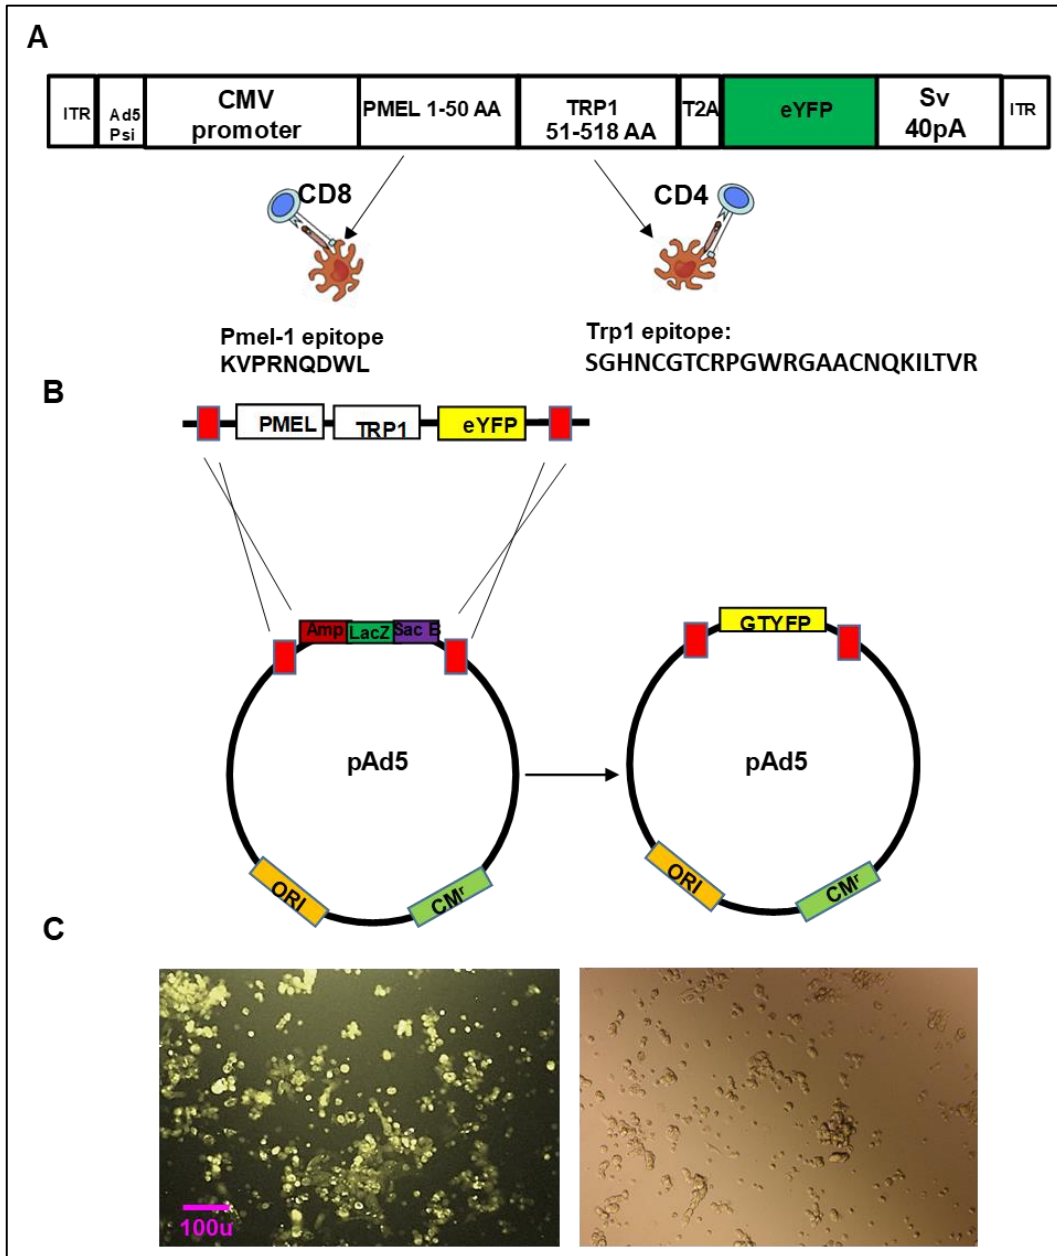 A
ITR
Ad5
Psi
CMV
promoter
PMEL 1-50 AA
TRP1
51-518 AA
T2A
eYFP
Sv
40pA
ITR
CD8
CD4
Pmel-1 epitope
KVPRNQDWL
Trp1 epitope:
SGHNCGTCRPGWRGAACNQKILTVR
B
PMEL
TRP1
eYFP
Amp
LacZ
Sac B
GTYFP
pAd5
pAd5
ORI
CMʳ
ORI
CMʳ
C
100u